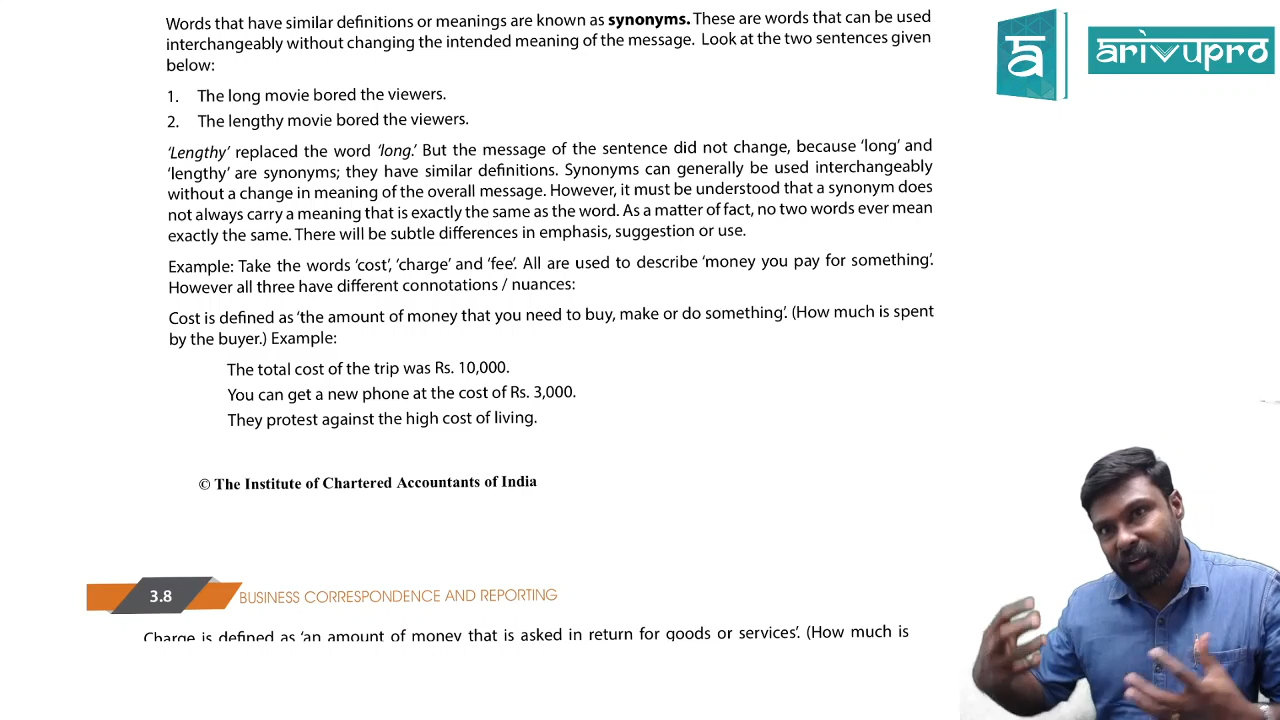 Words that have similar definitions or meanings are known as synonyms. These are words that can be used
interchangeably without changing the intended meaning of the message. Look at the two sentences given
below:
1. The long movie bored the viewers.
2. The lengthy movie bored the viewers.
'Lengthy' replaced the word 'long.' But the message of the sentence did not change, because 'long' and
'lengthy' are synonyms; they have similar definitions. Synonyms can generally be used interchangeably
without a change in meaning of the overall message. However, it must be understood that a synonym does
not always carry a meaning that is exactly the same as the word. As a matter of fact, no two words ever mean
exactly the same. There will be subtle differences in emphasis, suggestion or use.
Example: Take the words 'cost', 'charge' and 'fee'. All are used to describe 'money you pay for something'.
However all three have different connotations / nuances:
Cost is defined as 'the amount of money that you need to buy, make or do something'. (How much is spent
by the buyer.) Example:
The total cost of the trip was Rs. 10,000.
You can get a new phone at the cost of Rs. 3,000.
They protest against the high cost of living.
© The Institute of Chartered Accountants of India
3.8 BUSINESS CORRESPONDENCE AND REPORTING
Charge is defined as 'an amount of money that is asked in return for goods or services'. (How much is
a
arivupro